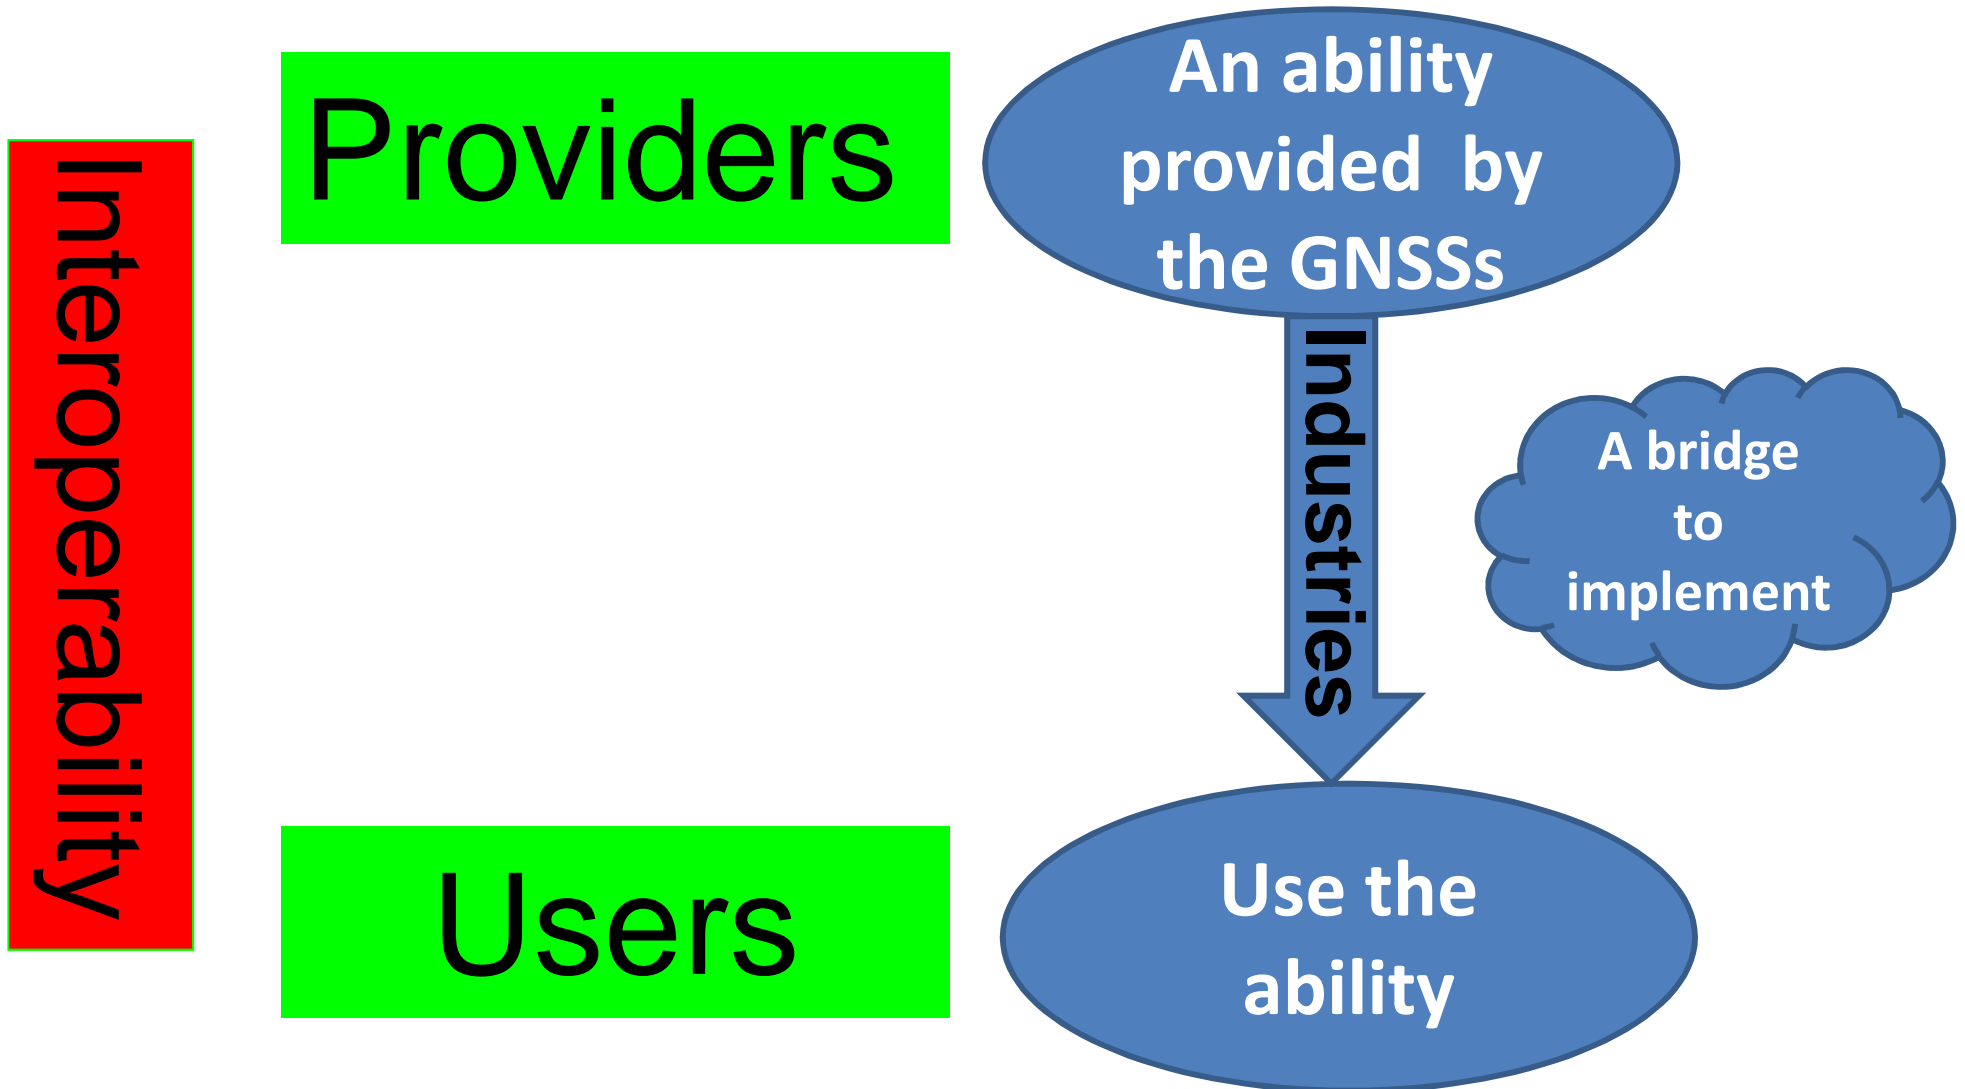 Interoperability
Providers
An ability
provided by
the GNSSs
Industries
A bridge
to
implement
Users
Use the
ability